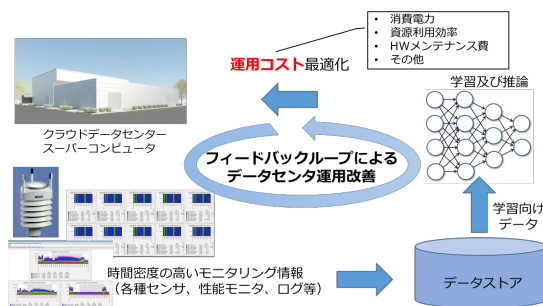 ・ 消費電力
・ 資源利用効率
・ HWメンテナンス費
・ その他
運用コスト最適化
学習及び推論
クラウドデータセンター
スーパーコンピュータ
フィードバックループによる
データセンタ運用改善
学習向け
データ
時間密度の高いモニタリング情報
（各種センサ、性能モニタ、ログ等）
データストア